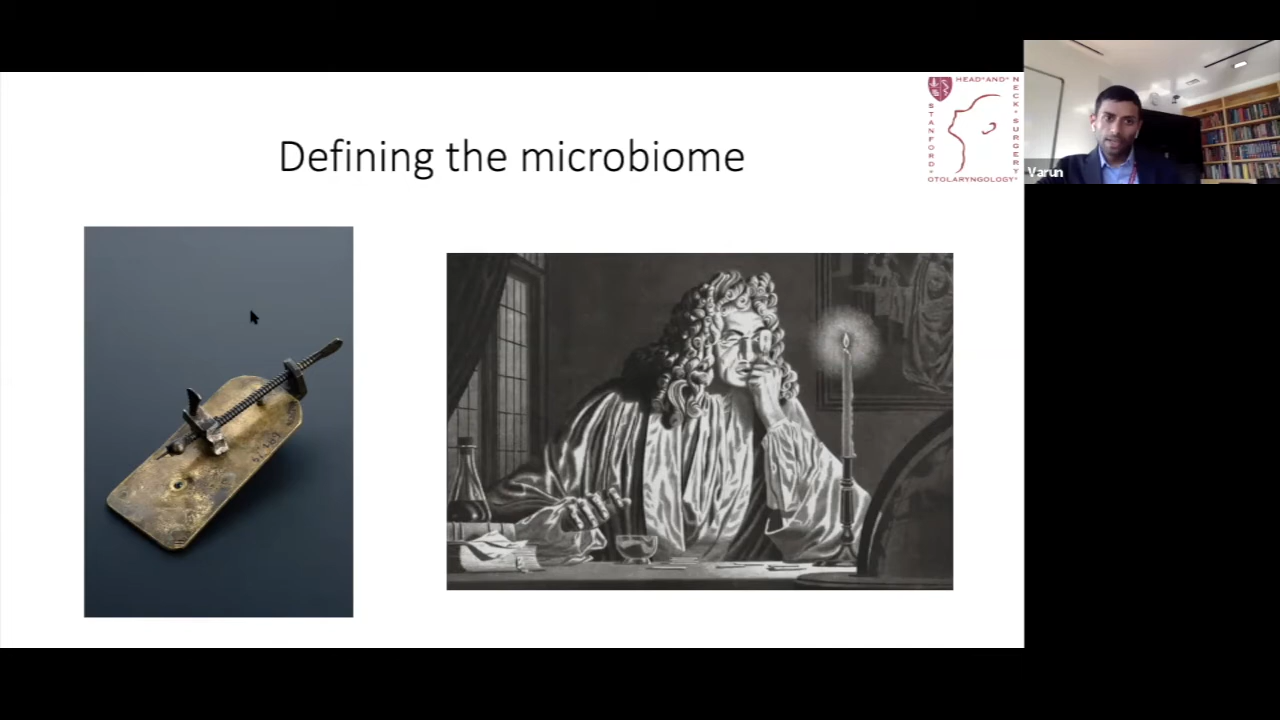 Defining the microbiome
HEAD*AND*
NECK*SURGERY
STANFORD*
OTOLARYNGOLOGY*
Varun